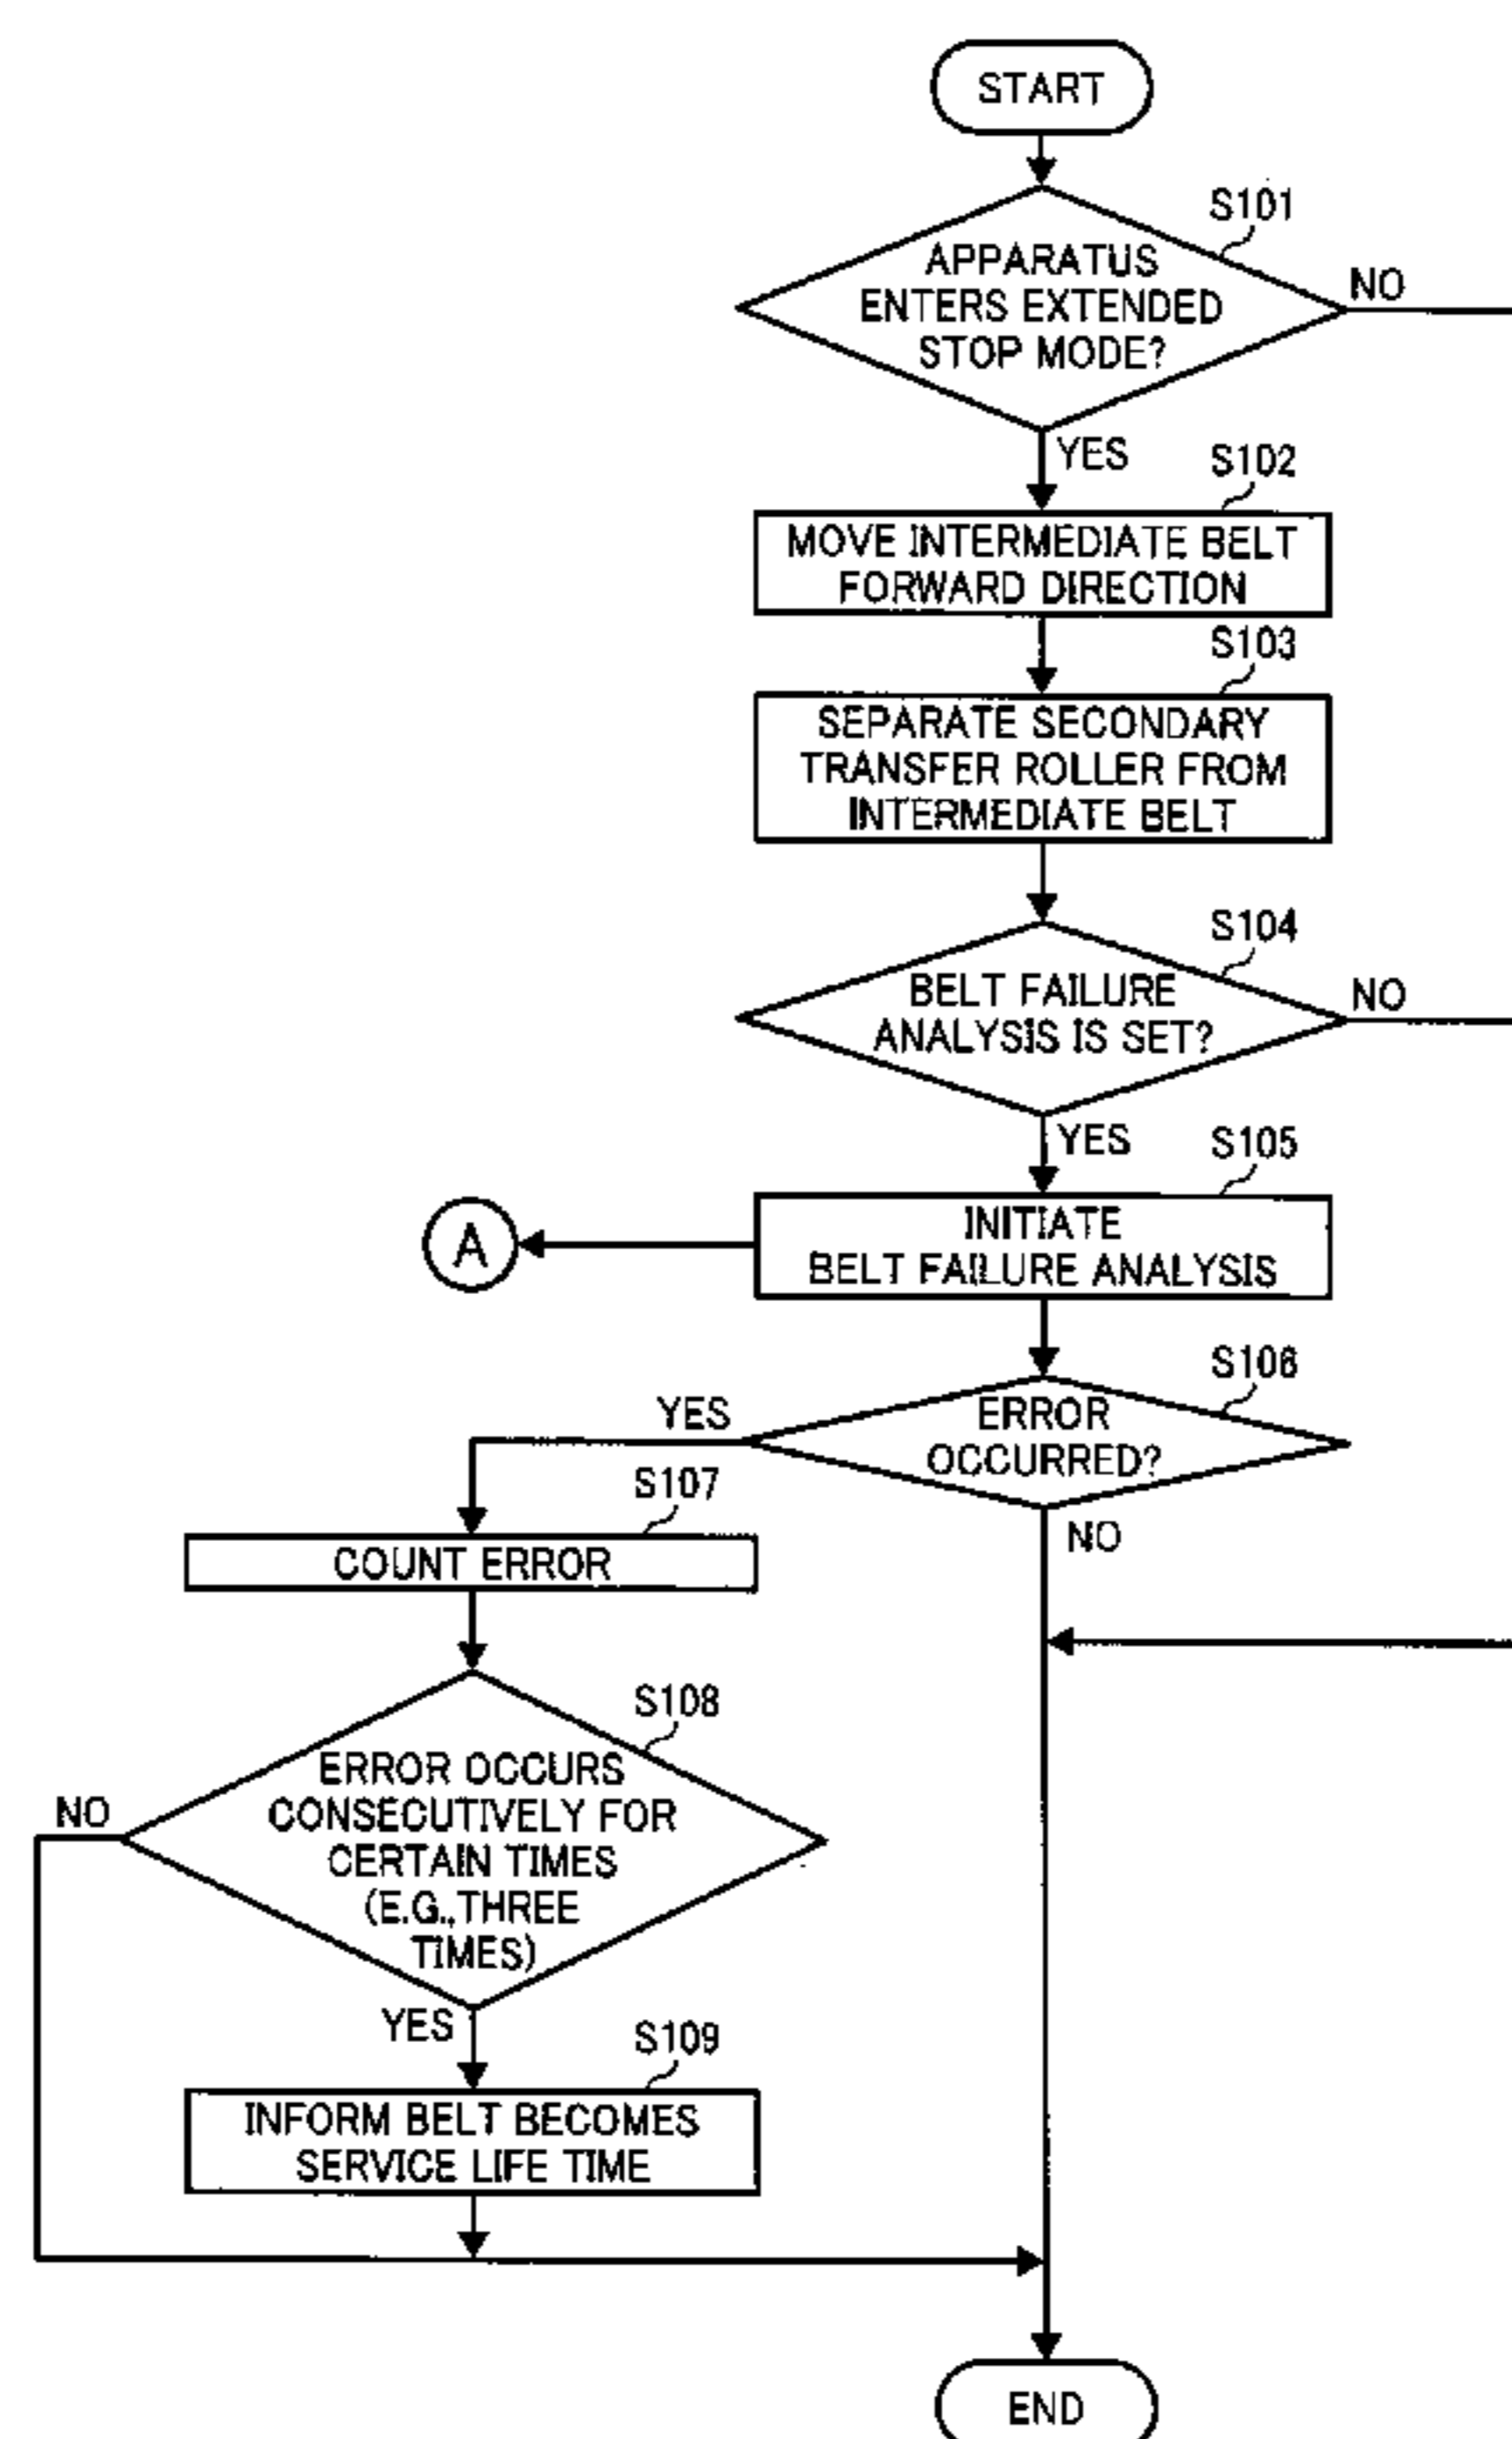 START
S101
APPARATUS
ENTERS EXTENDED
STOP MODE?
NO
YES
S102
MOVE INTERMEDIATE BELT
FORWARD DIRECTION
S103
SEPARATE SECONDARY
TRANSFER ROLLER FROM
INTERMEDIATE BELT
S104
BELT FAILURE
ANALYSIS IS SET?
NO
YES
S105
INITIATE
BELT FAILURE ANALYSIS
A
S106
ERROR
OCCURRED?
YES
NO
S107
COUNT ERROR
S108
ERROR OCCURS
CONSECUTIVELY FOR
CERTAIN TIMES
(E.G.,THREE
TIMES)
NO
YES
S109
INFORM BELT BECOMES
SERVICE LIFE TIME
END